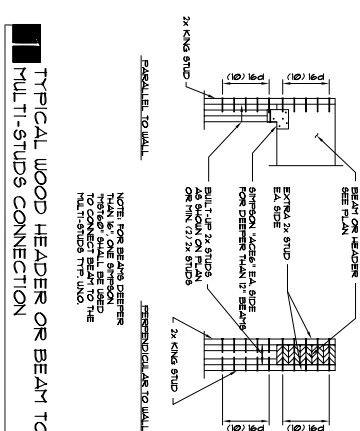 (10) 16d
(10) 16d
2x KING STUD
PARALLEL TO WALL
BEAM OR HEADER
SEE PLAN
EXTRA 2x STUD
EA. SIDE
SIMPSON "AC6" EA. SIDE
FOR DEEPER THAN 12" BEAMS
BUILT-UP 2x STUDS
AS SHOWN ON PLAN
OR MIN. (2) 2x STUDS
2x KING STUD
PERPENDICULAR TO WALL
(10) 16d
(10) 16d
NOTE: FOR BEAMS DEEPER
THAN 16", ONE SIMPSON
"MST60" SHALL BE USED
TO CONNECT BEAM TO THE
MULTI-STUDS TYP. U.N.O.
TYPICAL WOOD HEADER OR BEAM TO
MULTI-STUDS CONNECTION